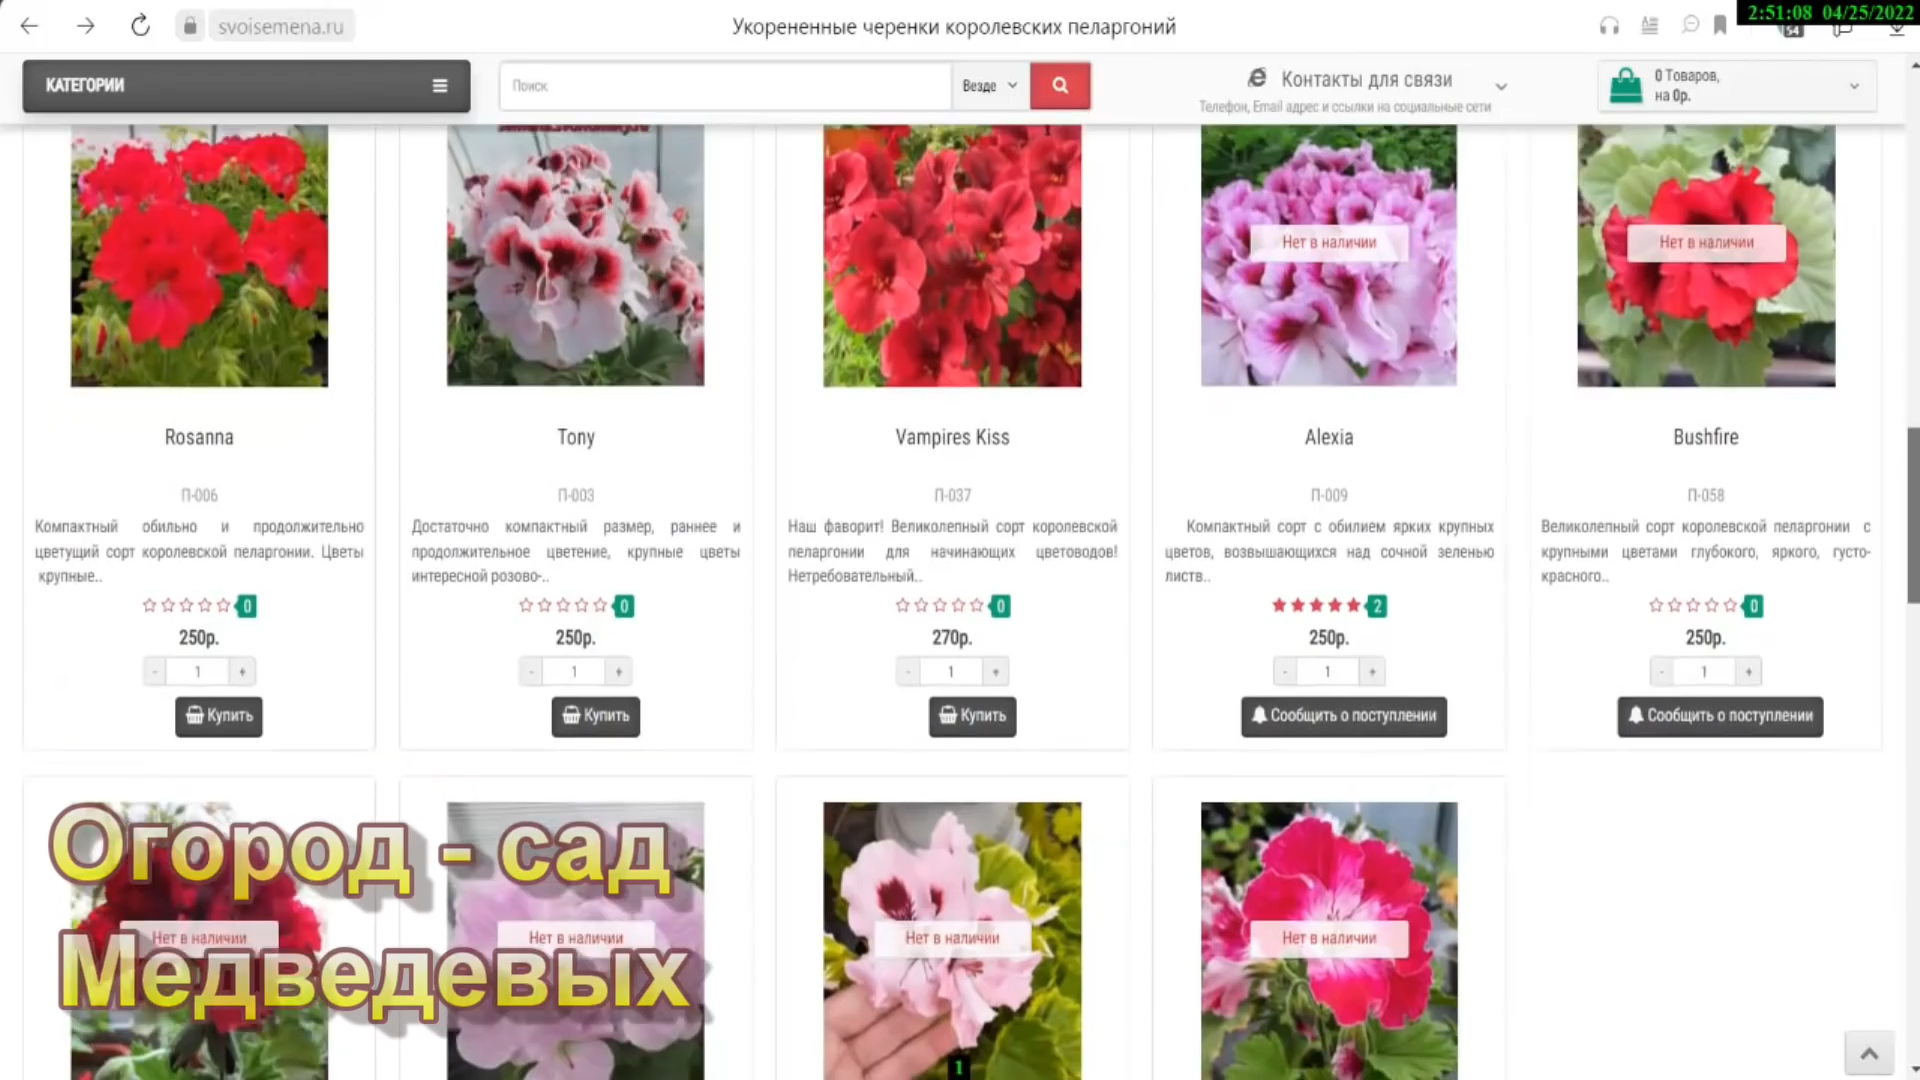 svoisemena.ru
Укорененные черенки королевских пеларгоний
2:51:08 04/25/2022
54
КАТЕГОРИИ
Поиск
Везде
Контакты для связи
Телефон, Email адрес и ссылки на социальные сети
0 Товаров,
на 0р.
Нет в наличии
Нет в наличии
Rosanna
П-006
Компактный обильно и продолжительно
цветущий сорт королевской пеларгонии. Цветы
крупные..
0
250р.
- 1 +
Купить
Tony
П-003
Достаточно компактный размер, раннее и
продолжительное цветение, крупные цветы
интересной розово-..
0
250р.
- 1 +
Купить
Vampires Kiss
П-037
Наш фаворит! Великолепный сорт королевской
пеларгонии для начинающих цветоводов!
Нетребовательный..
0
270р.
- 1 +
Купить
Alexia
П-009
Компактный сорт с обилием ярких крупных
цветов, возвышающихся над сочной зеленью
листв..
2
250р.
- 1 +
Сообщить о поступлении
Bushfire
П-058
Великолепный сорт королевской пеларгонии с
крупными цветами глубокого, яркого, густо-
красного..
0
250р.
- 1 +
Сообщить о поступлении
Огород - сад
Медведевых
Нет в наличии
Нет в наличии
Нет в наличии
Нет в наличии
1